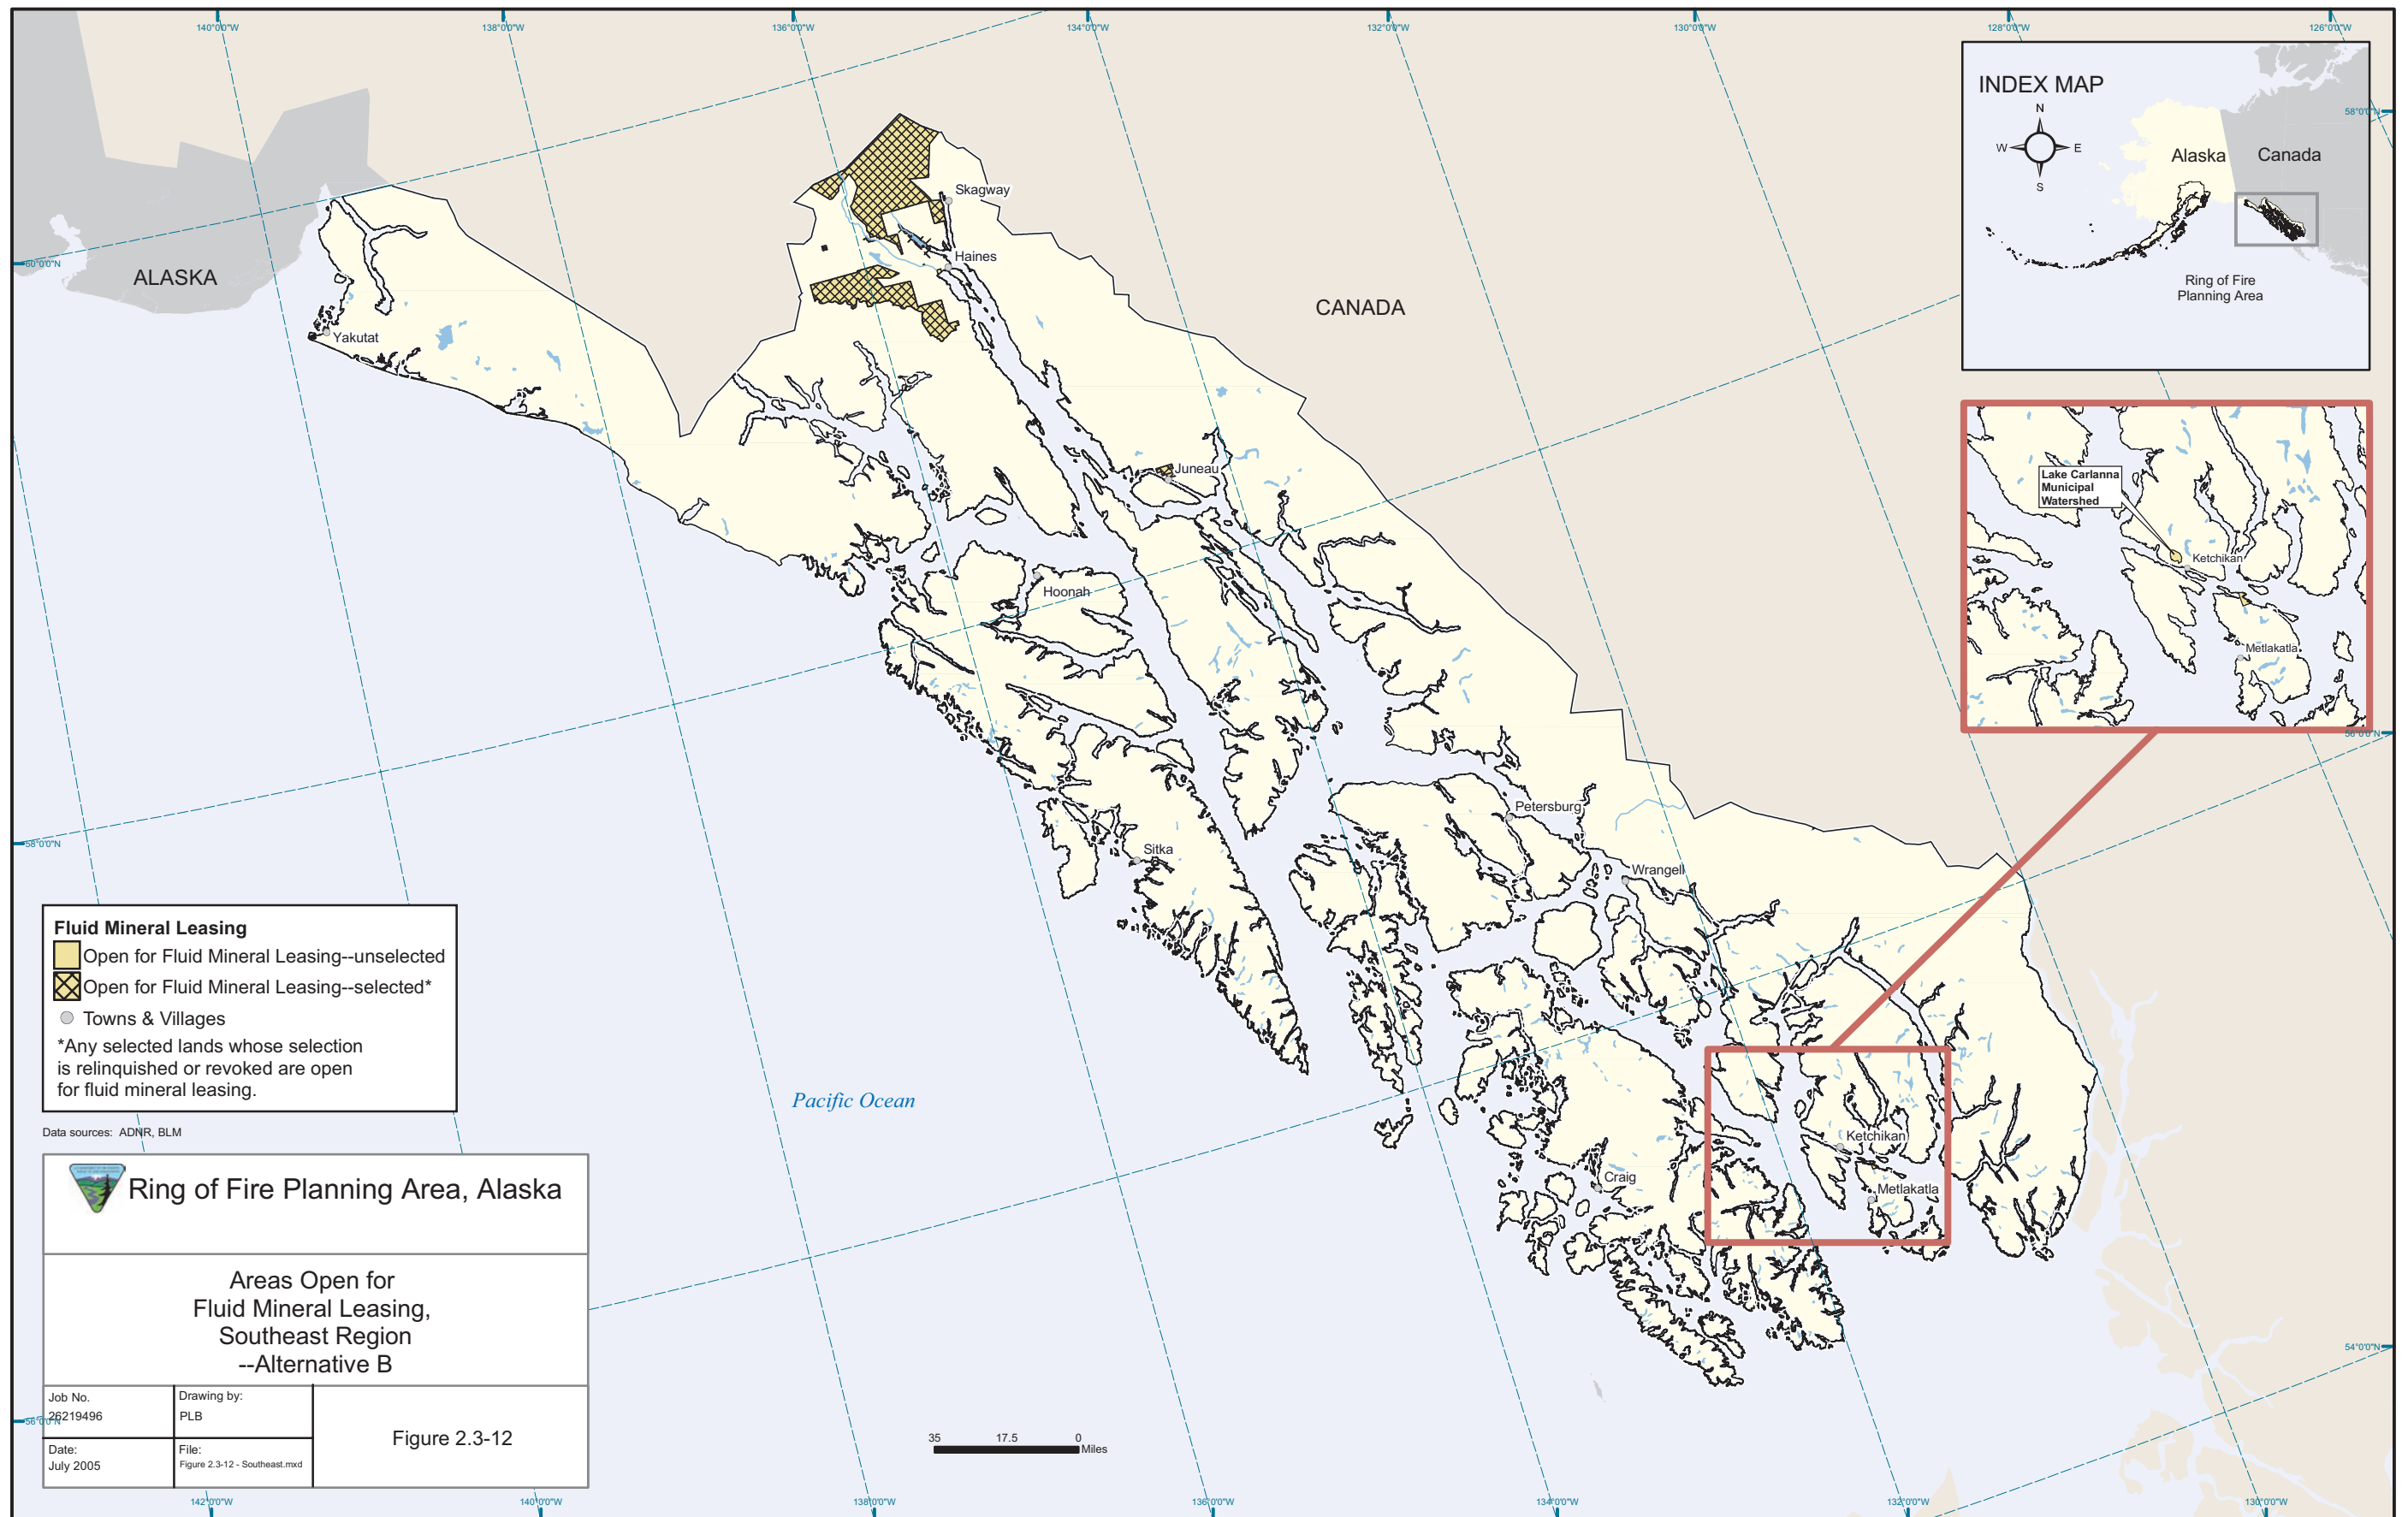 140°0'0"W
138°0'0"W
136°0'0"W
134°0'0"W
132°0'0"W
130°0'0"W
128°0'0"W
126°0'0"W
INDEX MAP
N
W
E
S
Alaska
Canada
Ring of Fire
Planning Area
58°0'0"N
60°0'0"N
ALASKA
CANADA
Skagway
Haines
Yakutat
Juneau
Hoonah
Lake Carlanna
Municipal
Watershed
Ketchikan
Metlakatla
56°0'0"N
Petersburg
Sitka
Wrangell
58°0'0"N
Pacific Ocean
Ketchikan
Craig
Metlakatla
Fluid Mineral Leasing
Open for Fluid Mineral Leasing--unselected
Open for Fluid Mineral Leasing--selected*
Towns & Villages
*Any selected lands whose selection
is relinquished or revoked are open
for fluid mineral leasing.
Data sources: ADNR, BLM
Ring of Fire Planning Area, Alaska
Areas Open for
Fluid Mineral Leasing,
Southeast Region
--Alternative B
Job No.
26219496
Drawing by:
PLB
Date:
July 2005
File:
Figure 2.3-12 - Southeast.mxd
Figure 2.3-12
35 17.5 0
Miles
54°0'0"N
56°0'0"N
142°0'0"W
140°0'0"W
138°0'0"W
136°0'0"W
134°0'0"W
132°0'0"W
130°0'0"W